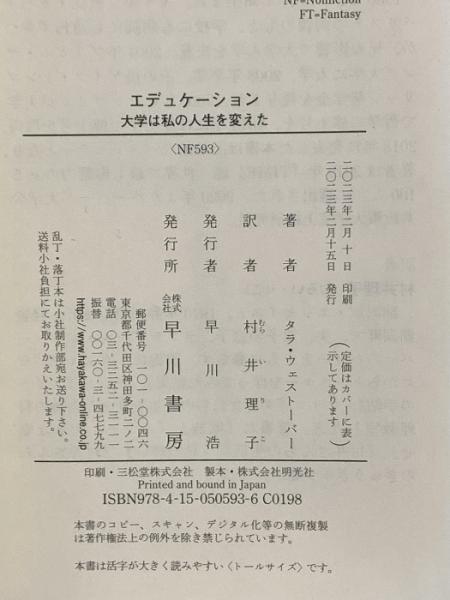 NF=Nonfiction
FT=Fantasy
エデュケーション
大学は私の人生を変えた
〈NF593〉
二〇二三年二月 十 日 印刷
二〇二三年二月十五日 発行
（定価はカバーに表
示してあります）
著者 タラ・ウェストーバー
訳者 村井理子
むらいりこ
発行者 早川浩
発行所 株式会社 早川書房
郵便番号 一〇一-〇〇四六
東京都千代田区神田多町二ノ二
電話 〇三-三二五二-三一一一
振替 〇〇一六〇-三-四七七九九
https://www.hayakawa-online.co.jp
乱丁・落丁本は小社制作部宛お送り下さい。
送料小社負担にてお取りかえいたします。
印刷・三松堂株式会社 製本・株式会社明光社
Printed and bound in Japan
ISBN978-4-15-050593-6 C0198
本書のコピー、スキャン、デジタル化等の無断複製
は著作権法上の例外を除き禁じられています。
本書は活字が大きく読みやすい〈トールサイズ〉です。